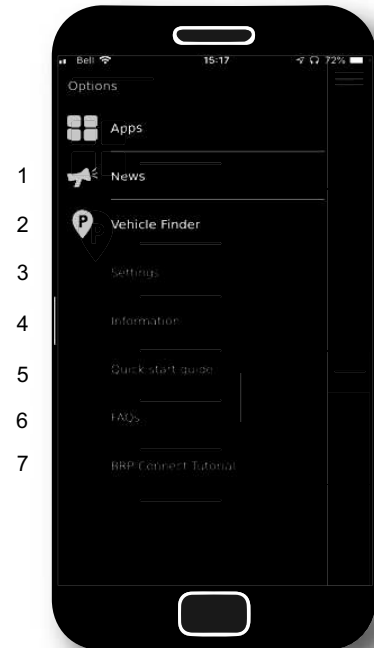 Bell 15:17 72%
Options
Apps
1 News
2 P Vehicle Finder
3 Settings
4 Information
5 Quick start guide
6 FAQs
7 BRP Connect Tutorial